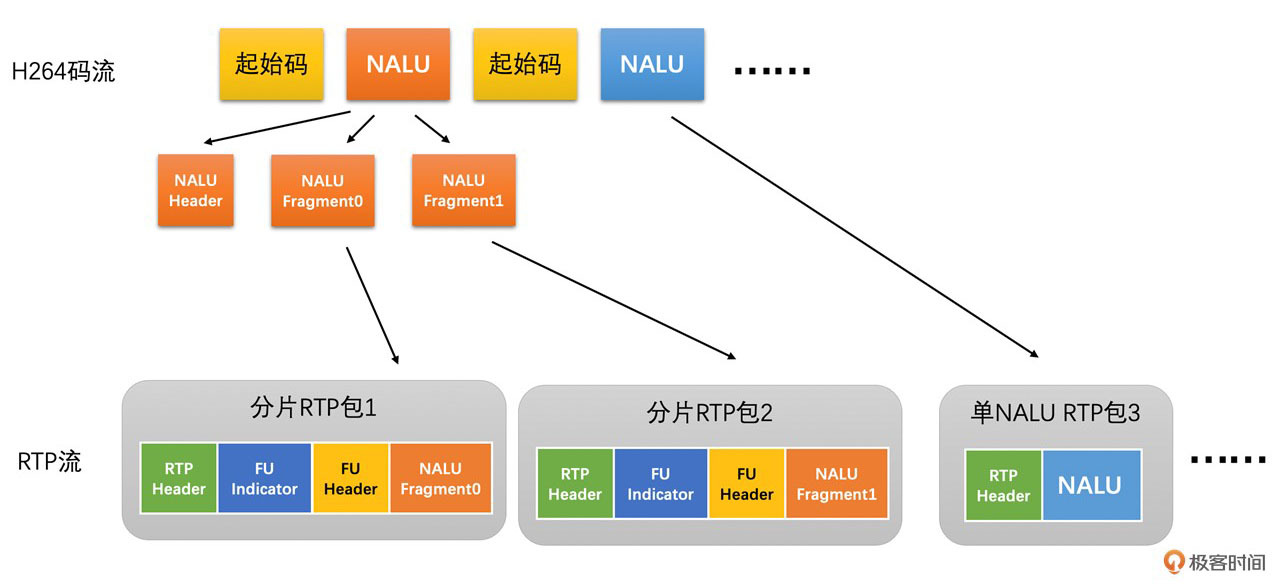 H264码流
起始码
NALU
起始码
NALU
......
NALU
Header
NALU
Fragment0
NALU
Fragment1
分片RTP包1
分片RTP包2
单NALU RTP包3
RTP流
RTP
Header
FU
Indicator
FU
Header
NALU
Fragment0
RTP
Header
FU
Indicator
FU
Header
NALU
Fragment1
RTP
Header
NALU
......
极客时间